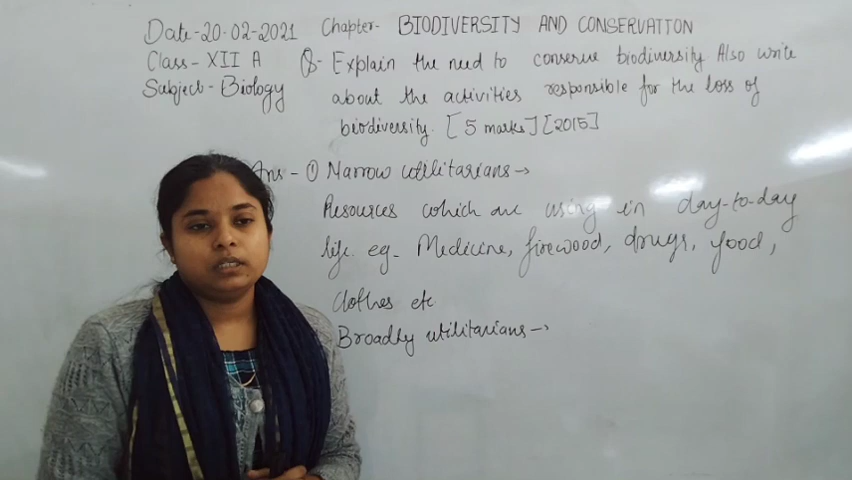 Date-20.02-2021 Chapter- BIODIVERSITY AND CONSERVATION
Class- XII A Q- Explain the need to conserve biodiversity Also write
Subject- Biology about the activities responsible for the loss of
biodiversity. [5 marks] [2015]
Ans - ① Narrow utilitarians→
Resources which are using in day-to-day
life. eg- Medicine, firewood, drugs, food,
clothes etc
Broadly utilitarians→